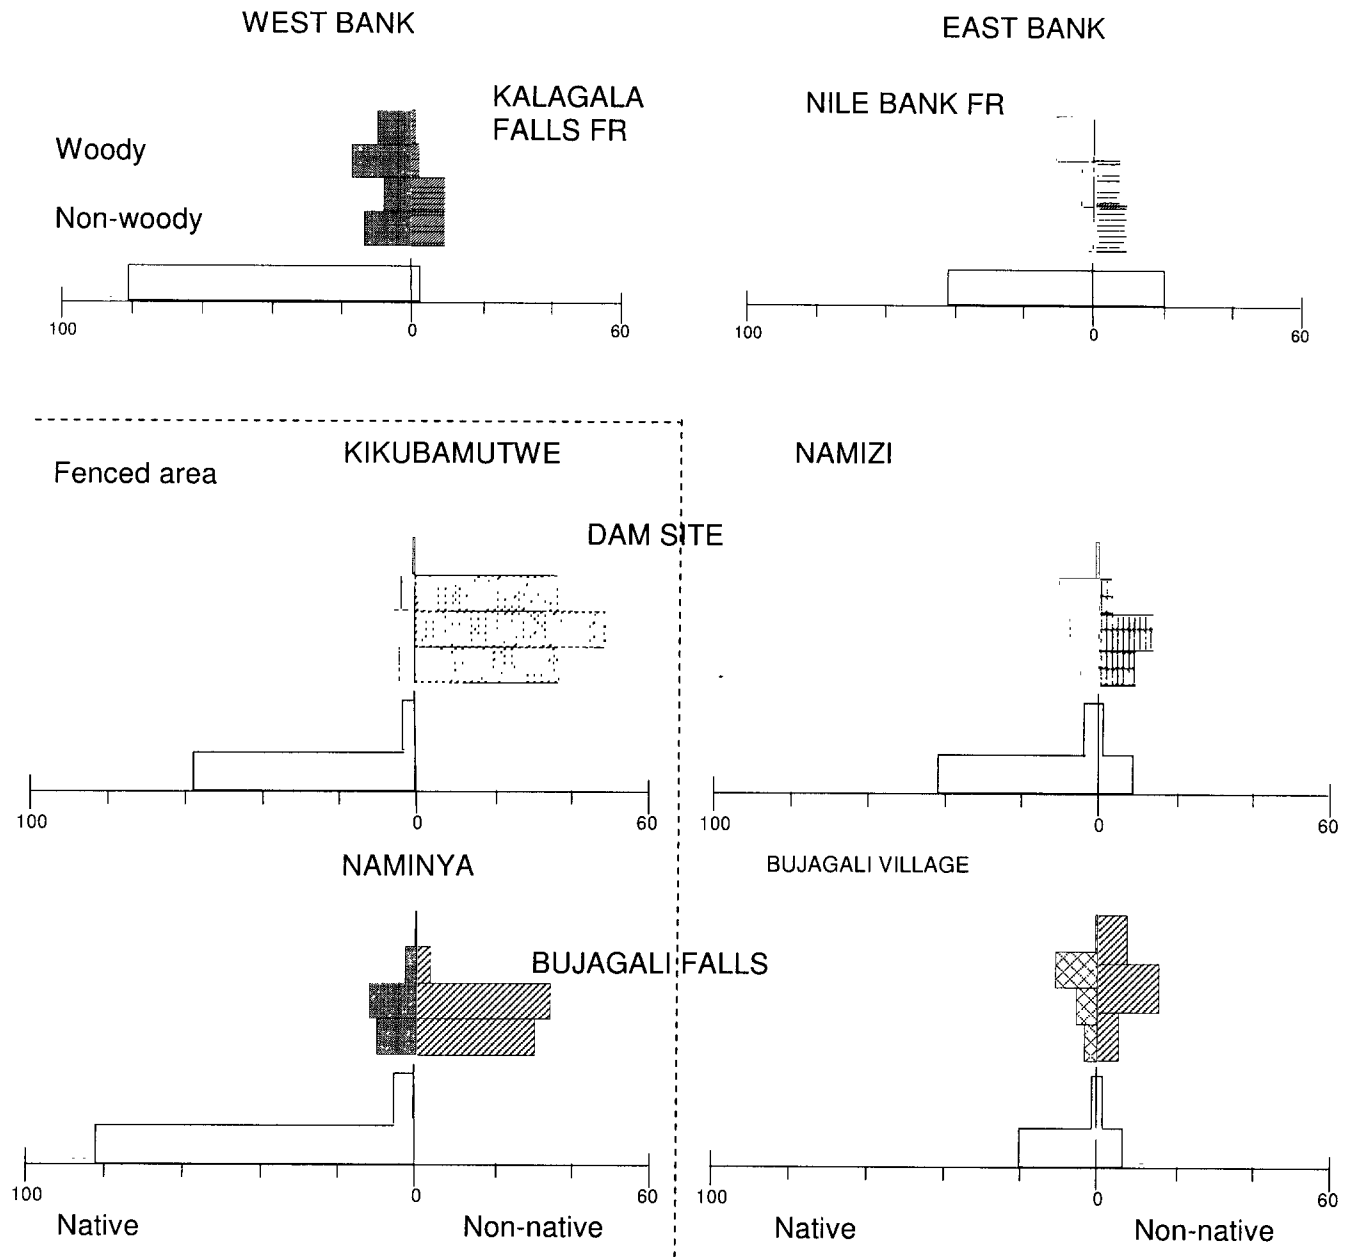 WEST BANK
EAST BANK
KALAGALA
FALLS FR
NILE BANK FR
Woody
Non-woody
100
0
60
100
0
60
KIKUBAMUTWE
NAMIZI
Fenced area
DAM SITE
100
0
60
100
0
60
NAMINYA
BUJAGALI VILLAGE
BUJAGALI FALLS
100
0
60
100
0
60
Native
Non-native
Native
Non-native